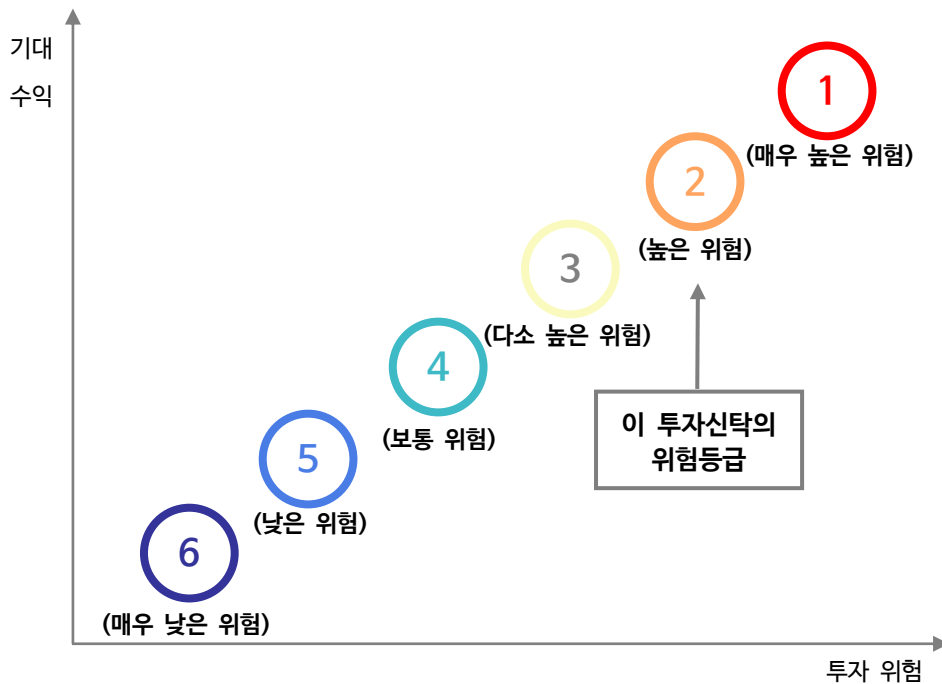 기대
수익
1
(매우 높은 위험)
2
(높은 위험)
3
(다소 높은 위험)
4
(보통 위험)
이 투자신탁의
위험등급
5
(낮은 위험)
6
(매우 낮은 위험)
투자 위험